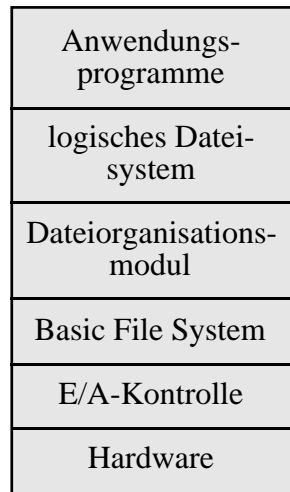 Anwendungs-
programme
logisches Datei-
system
Dateiorganisations-
modul
Basic File System
E/A-Kontrolle
Hardware